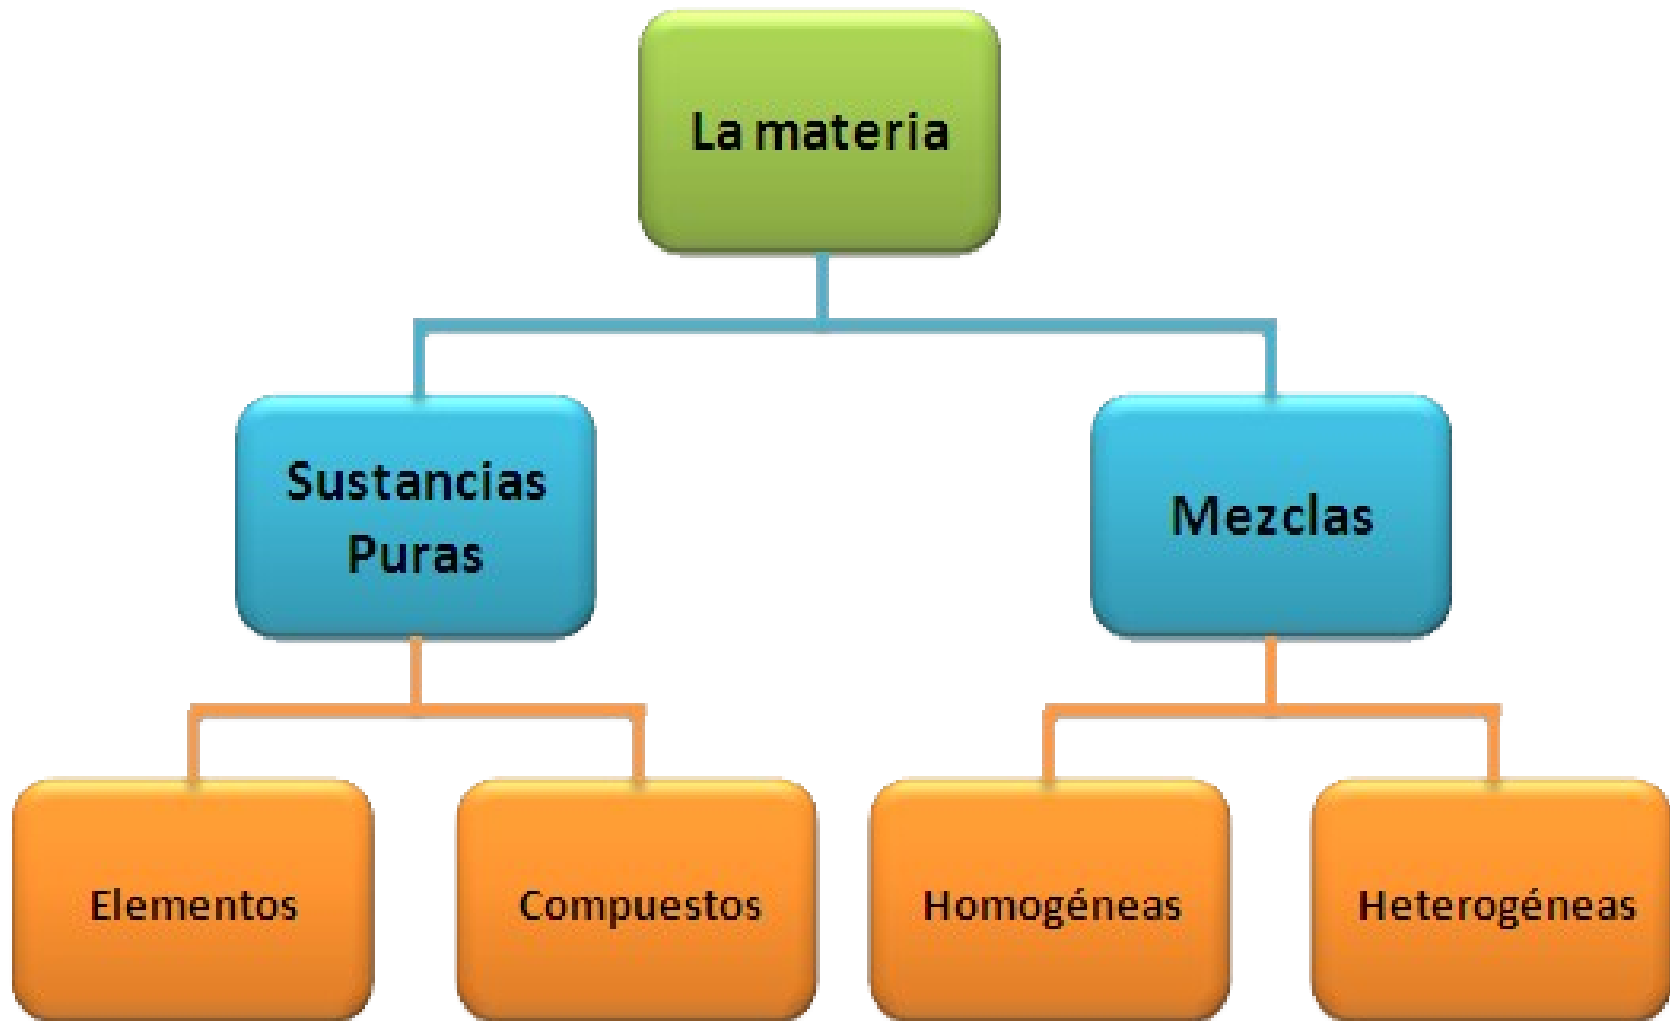 La materia
Sustancias
Puras
Mezclas
Elementos
Compuestos
Homogéneas
Heterogéneas